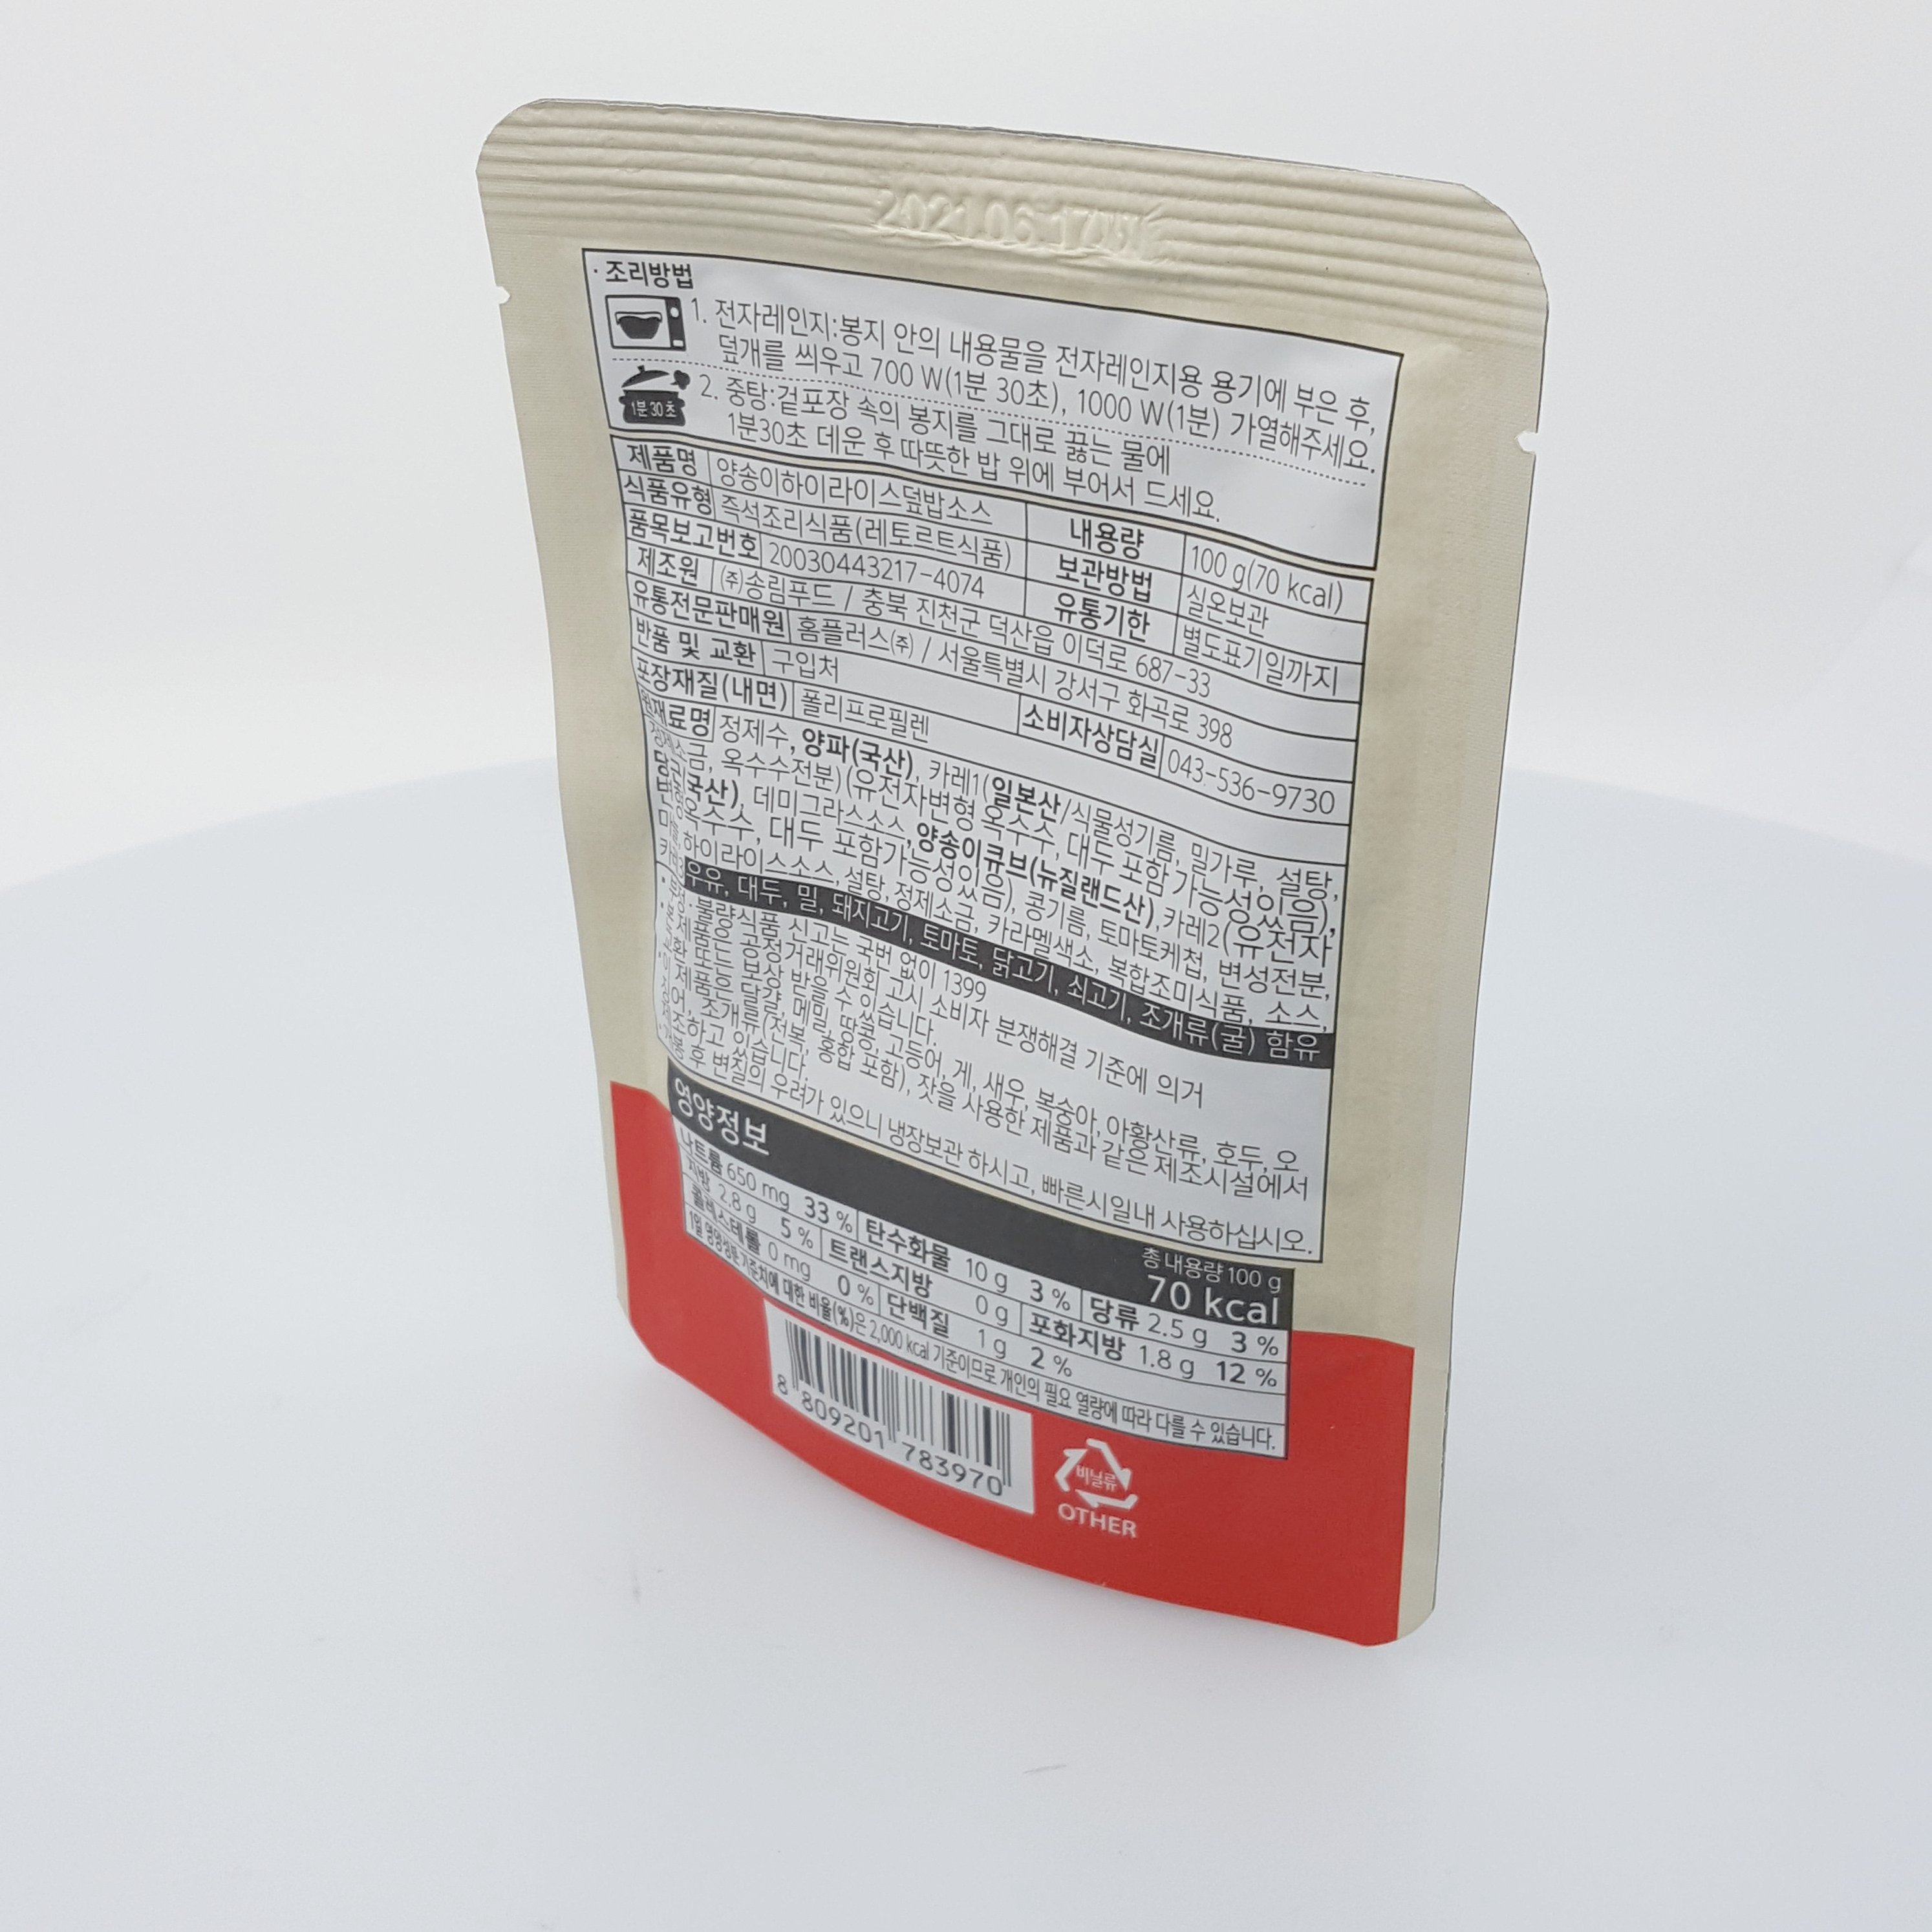 2021.06.17
· 조리방법
1. 전자레인지:봉지 안의 내용물을 전자레인지용 용기에 부은 후,
덮개를 씌우고 700 W(1분 30초), 1000 W(1분) 가열해주세요.
1분 30초
2. 중탕:겉포장 속의 봉지를 그대로 끓는 물에
1분30초 데운 후 따뜻한 밥 위에 부어서 드세요.
제품명 양송이하이라이스덮밥소스 내용량 100 g(70 kcal)
식품유형 즉석조리식품(레토르트식품) 보관방법 실온보관
품목보고번호 20030443217-4074 유통기한 별도표기일까지
제조원 (주)송림푸드 / 충북 진천군 덕산읍 이덕로 687-33
유통전문판매원 홈플러스(주) / 서울특별시 강서구 화곡로 398
반품 및 교환 구입처 소비자상담실 043-536-9730
포장재질(내면) 폴리프로필렌
원재료명 정제수, 양파(국산), 카레1(일본산/식물성기름, 밀가루, 설탕,
소금, 옥수수전분)(유전자변형 옥수수, 대두 포함가능성있음),
국산), 데미그라스소스, 양송이큐브(뉴질랜드산), 카레2(유전자
옥수수, 대두 포함가능성있음), 콩기름, 토마토케첩, 변성전분,
하이라이스소스, 설탕, 정제소금, 카라멜색소, 복합조미식품, 소스,
우유, 대두, 밀, 돼지고기, 토마토, 닭고기, 쇠고기, 조개류(굴) 함유
불량식품 신고는 국번 없이 1399
제품은 공정거래위원회 고시 소비자 분쟁해결 기준에 의거
또는 보상 받을 수 있습니다.
제품은 달걀, 메밀, 땅콩, 고등어, 게, 새우, 복숭아, 아황산류, 호두, 오
어, 조개류(전복, 홍합 포함), 잣을 사용한 제품과 같은 제조시설에서
하고 있습니다.
후 변질의 우려가 있으니 냉장보관 하시고, 빠른시일내 사용하십시오.
영양정보
총 내용량 100 g
70 kcal
나트륨 650 mg 33 % 탄수화물 10 g 3 % 당류 2.5 g 3 %
지방 2.8 g 5 % 트랜스지방 0 g 포화지방 1.8 g 12 %
콜레스테롤 0 mg 0 % 단백질 1 g 2 %
1일 영양성분 기준치에 대한 비율(%)은 2,000 kcal 기준이므로 개인의 필요 열량에 따라 다를 수 있습니다.
8 809201 783970
비닐류
OTHER